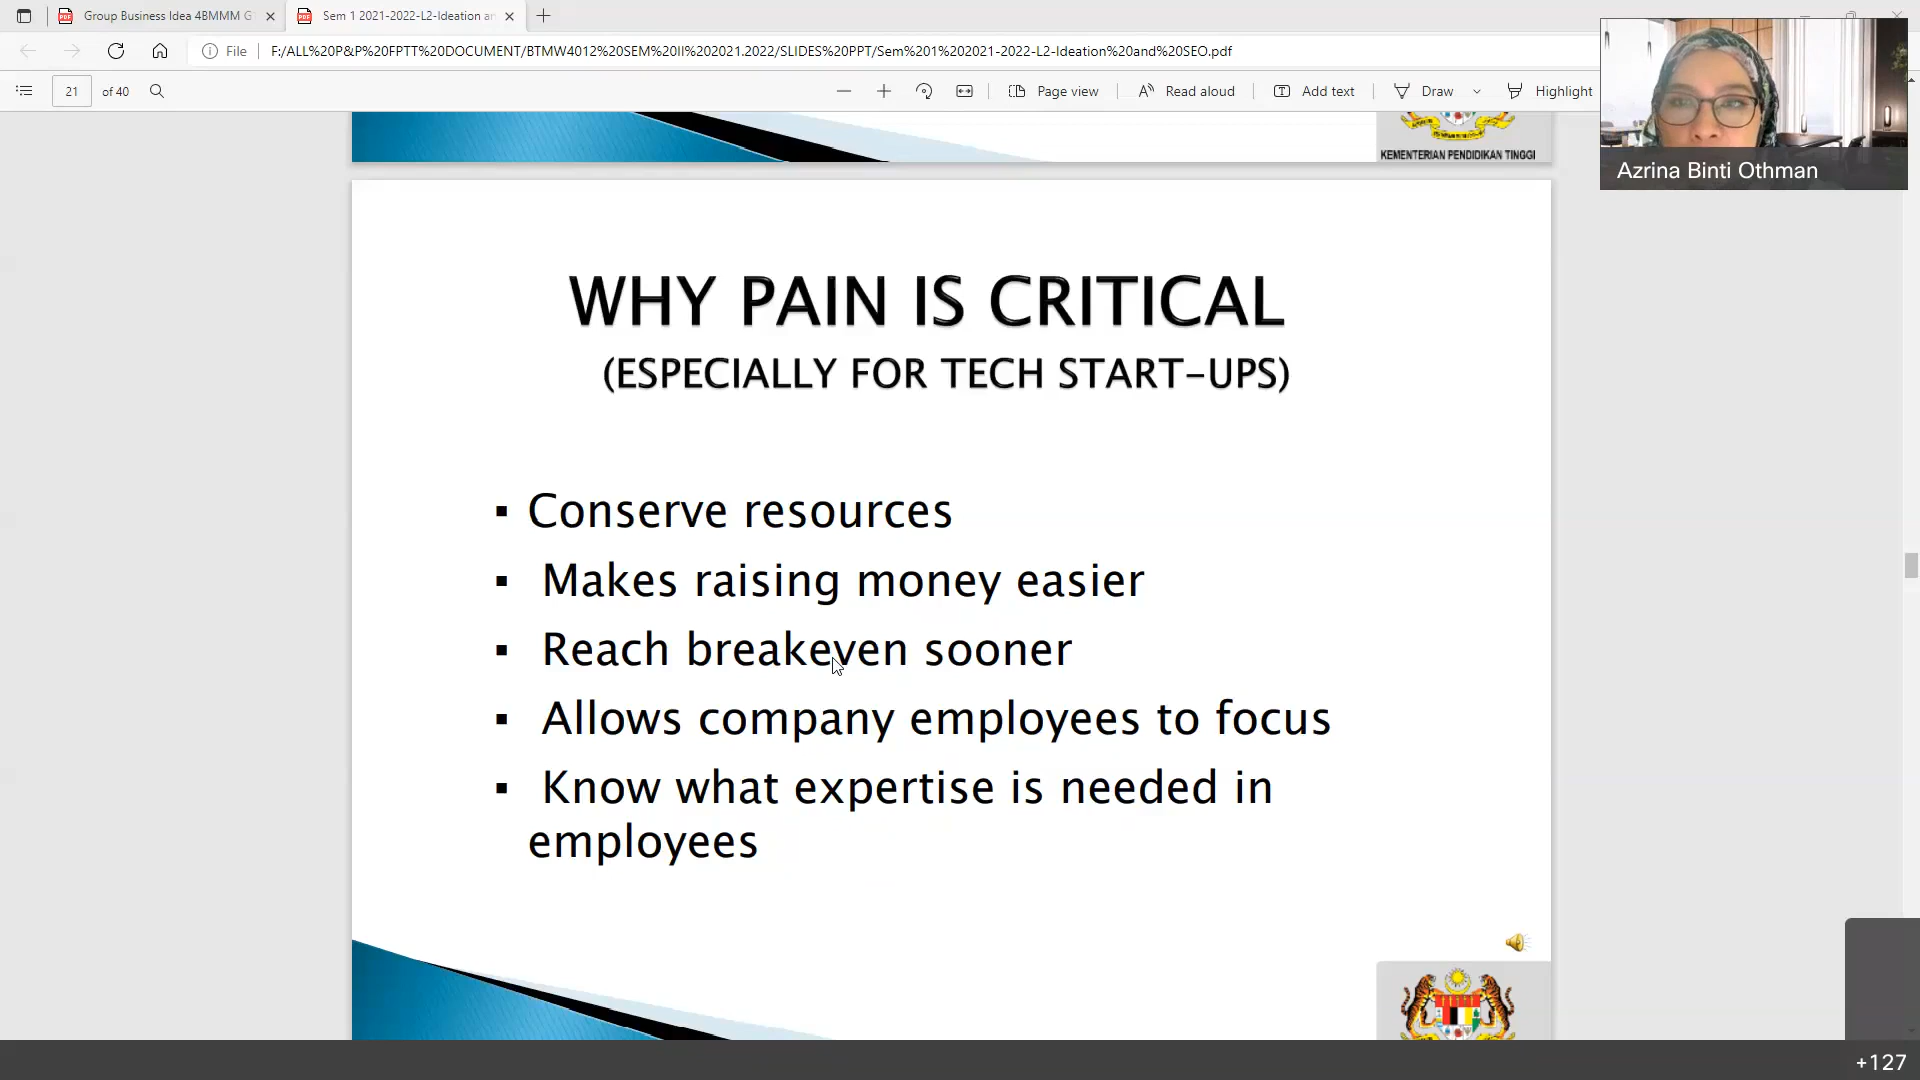 Group Business Idea 4BMMM G
Sem 1 2021-2022-L2-Ideation an
File
F:/ALL%20P&P%20FPTT%20DOCUMENT/BTMW4012%20SEM%20II%202021.2022/SLIDES%20PPT/Sem%201%202021-2022-L2-Ideation%20and%20SEO.pdf
21 of 40
Page view
Read aloud
Add text
Draw
Highlight
Azrina Binti Othman
KEMENTERIAN PENDIDIKAN TINGGI
WHY PAIN IS CRITICAL
(ESPECIALLY FOR TECH START-UPS)
▪ Conserve resources
▪ Makes raising money easier
▪ Reach breakeven sooner
▪ Allows company employees to focus
▪ Know what expertise is needed in
employees
+127